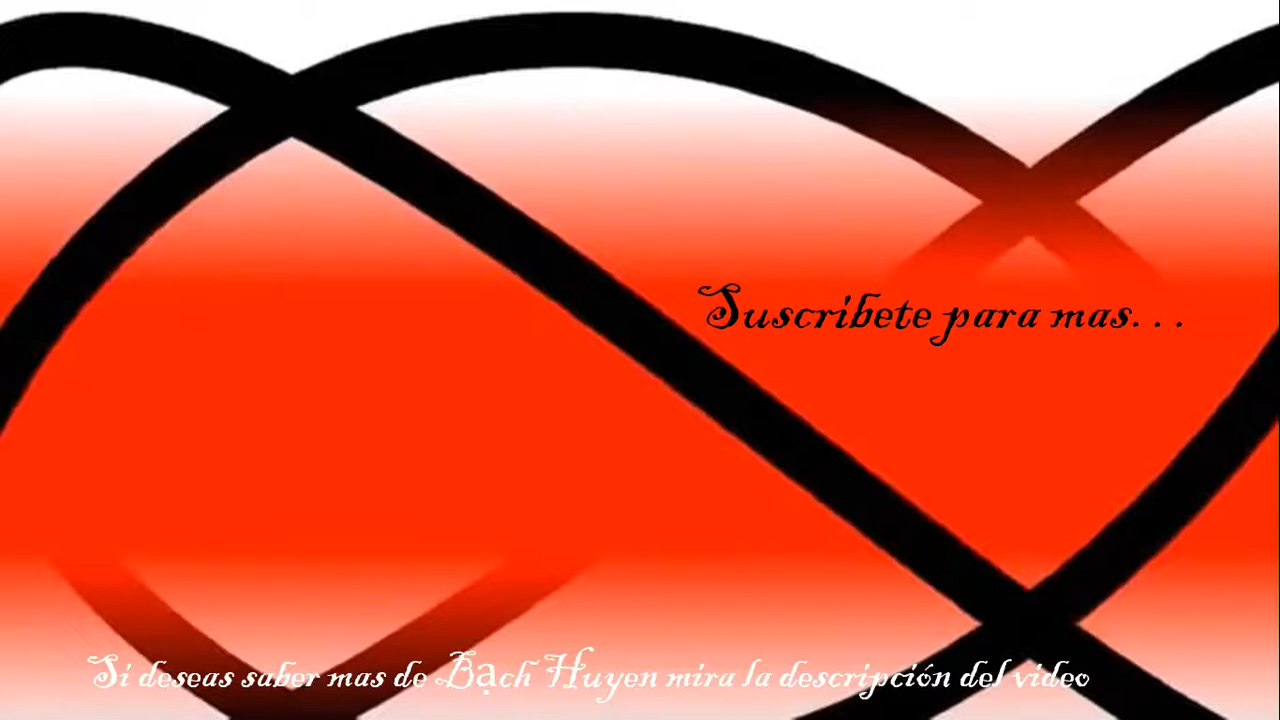 Suscribete para mas...
Si deseas saber mas de Bạch Huyen mira la descripción del video